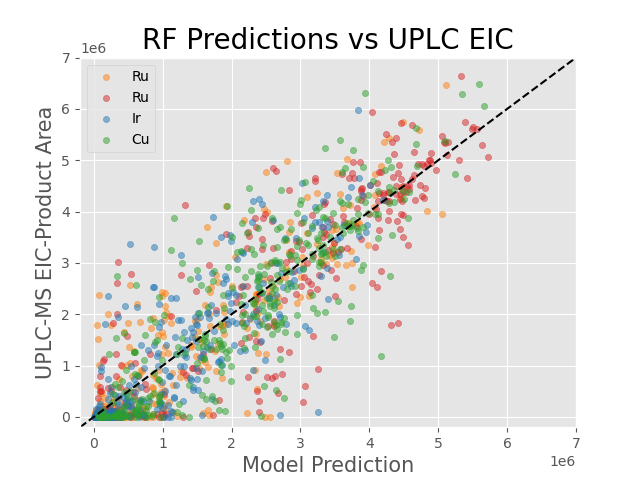 RF Predictions vs UPLC EIC
1e6
7
6
5
4
3
2
1
0
UPLC-MS EIC-Product Area
Ru
Ru
Ir
Cu
0 1 2 3 4 5 6 7
1e6
Model Prediction